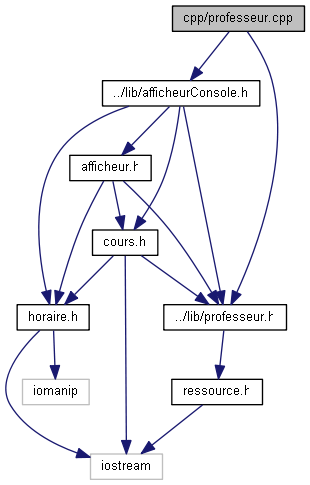 cpp/professeur.cpp
../lib/afficheurConsole.h
afficheur.h
cours.h
horaire.h
../lib/professeur.h
iomanip
ressource.h
iostream